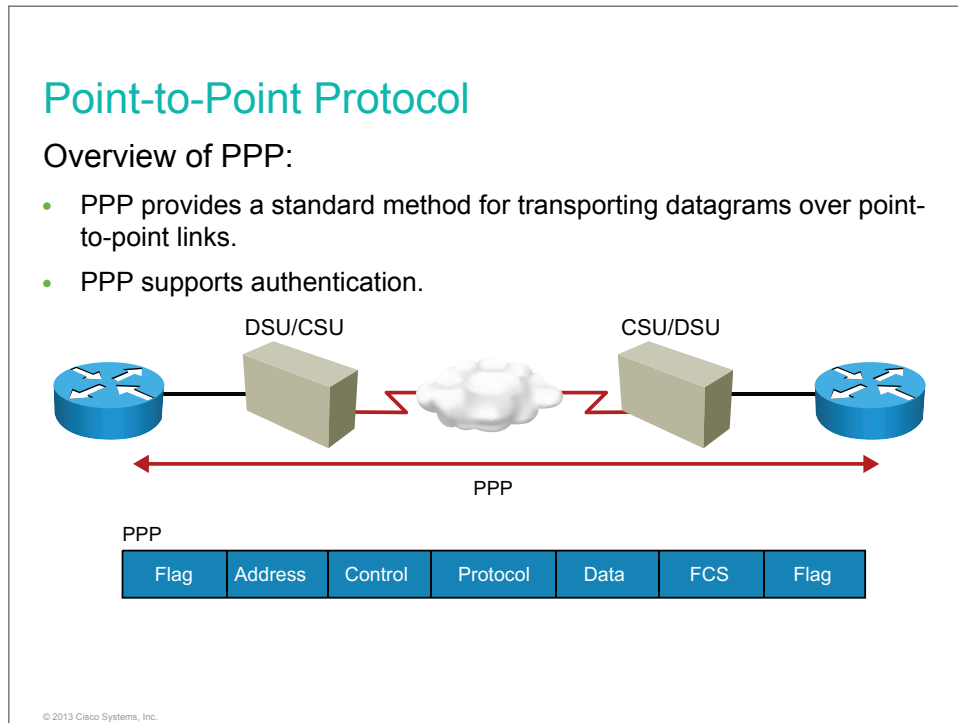 Point-to-Point Protocol
Overview of PPP:
• PPP provides a standard method for transporting datagrams over point-
to-point links.
• PPP supports authentication.
DSU/CSU
CSU/DSU
PPP
PPP
Flag Address Control Protocol Data FCS Flag
© 2013 Cisco Systems, Inc.